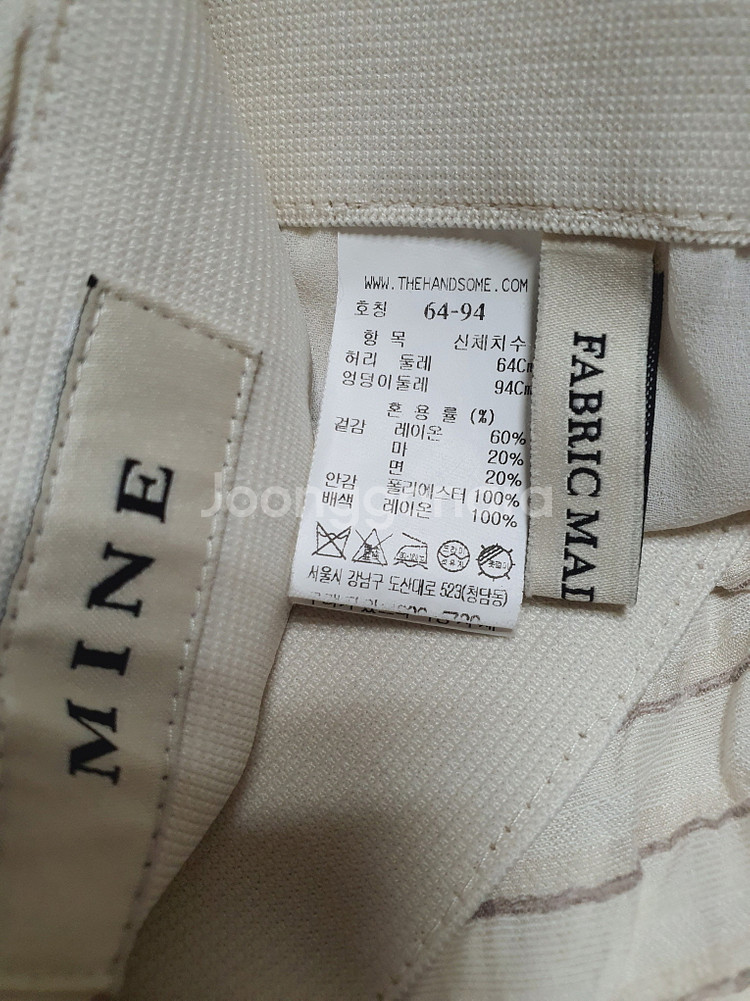 MINE
WWW.THEHANDSOME.COM
호칭 64-94
항 목 신체치수
허리 둘레 64Cm
엉덩이둘레 94Cm
혼 용 률 (%)
겉감 레이온 60%
마 20%
면 20%
안감 폴리에스터 100%
배색 레이온 100%
서울시 강남구 도산대로 523(청담동)
FABRIC MA
Joonggonara